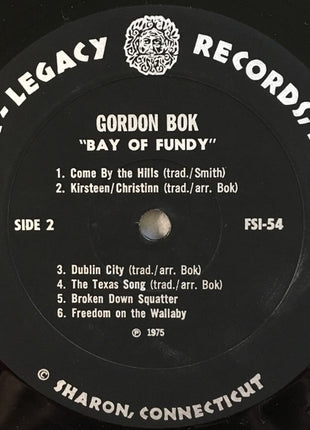 - LEGACY RECORDS/
GORDON BOK
"BAY OF FUNDY"
1. Come By the Hills (trad./Smith)
2. Kirsteen/Christinn (trad./arr. Bok)
SIDE 2
FSI-54
3. Dublin City (trad./arr. Bok)
4. The Texas Song (trad./arr. Bok)
5. Broken Down Squatter
6. Freedom on the Wallaby
℗ 1975
© SHARON, CONNECTICUT